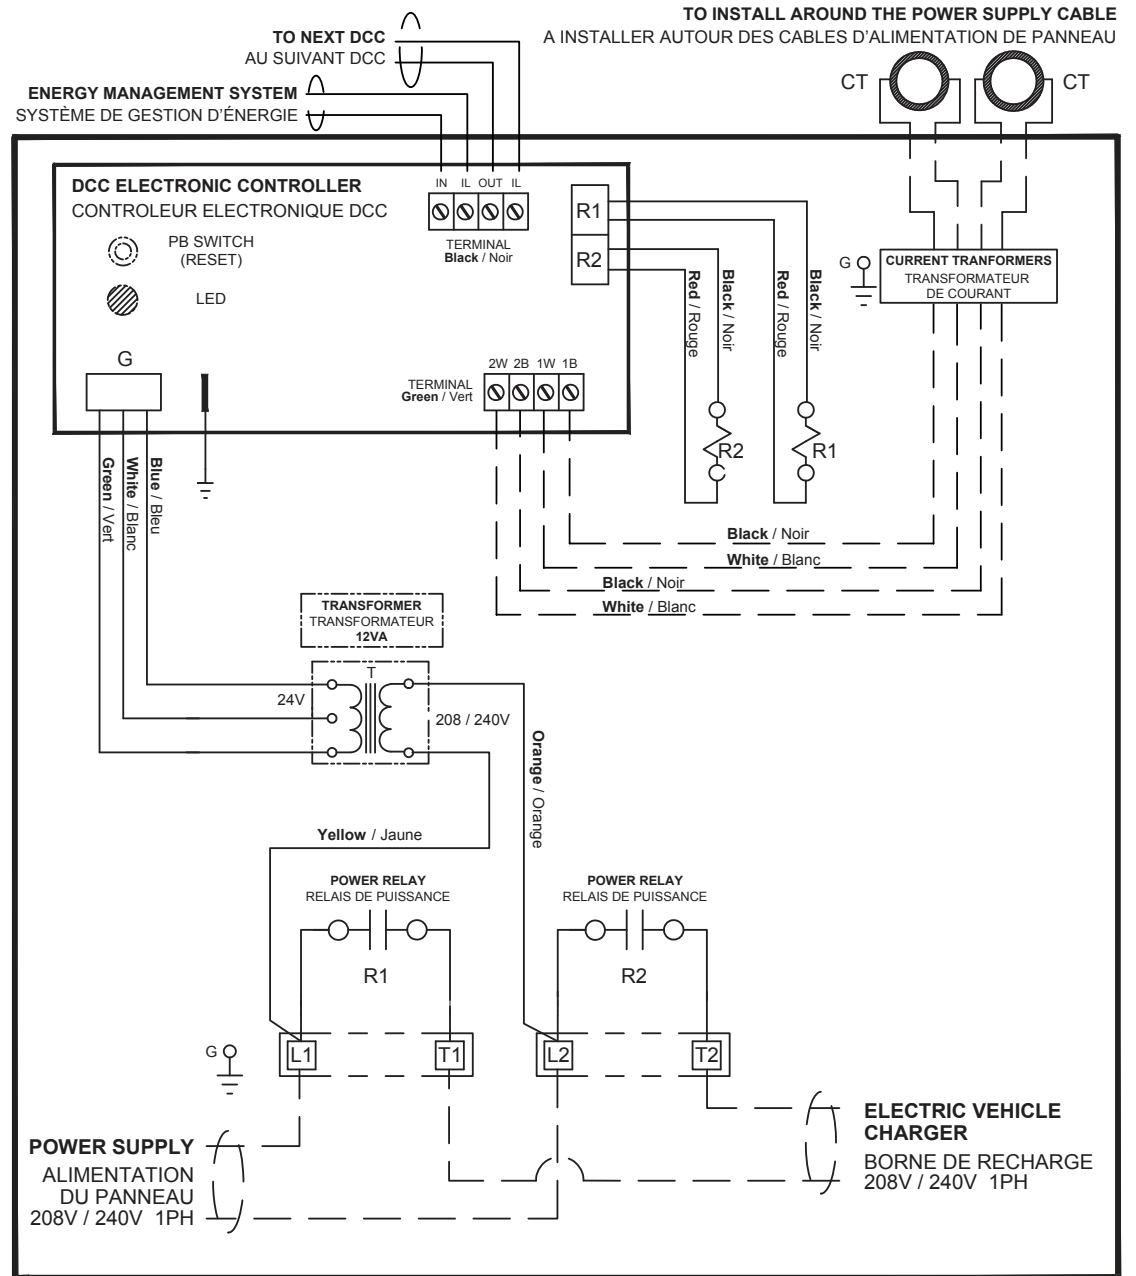 TO INSTALL AROUND THE POWER SUPPLY CABLE
A INSTALLER AUTOUR DES CABLES D'ALIMENTATION DE PANNEAU
TO NEXT DCC
AU SUIVANT DCC
CT
CT
ENERGY MANAGEMENT SYSTEM
SYSTÈME DE GESTION D'ÉNERGIE
DCC ELECTRONIC CONTROLLER
CONTROLEUR ELECTRONIQUE DCC
IN IL OUT IL
TERMINAL
Black / Noir
R1
R2
PB SWITCH
(RESET)
LED
G
CURRENT TRANFORMERS
TRANSFORMATEUR
DE COURANT
G
Red / Rouge
Black / Noir
Red / Rouge
Black / Noir
2W 2B 1W 1B
TERMINAL
Green / Vert
R2
R1
Green / Vert
White / Blanc
Blue / Bleu
Black / Noir
White / Blanc
Black / Noir
White / Blanc
TRANSFORMER
TRANSFORMATEUR
12VA
T
24V
208 / 240V
Orange / Orange
Yellow / Jaune
POWER RELAY
RELAIS DE PUISSANCE
R1
POWER RELAY
RELAIS DE PUISSANCE
R2
G
L1
T1
L2
T2
POWER SUPPLY
ALIMENTATION
DU PANNEAU
208V / 240V 1PH
ELECTRIC VEHICLE
CHARGER
BORNE DE RECHARGE
208V / 240V 1PH